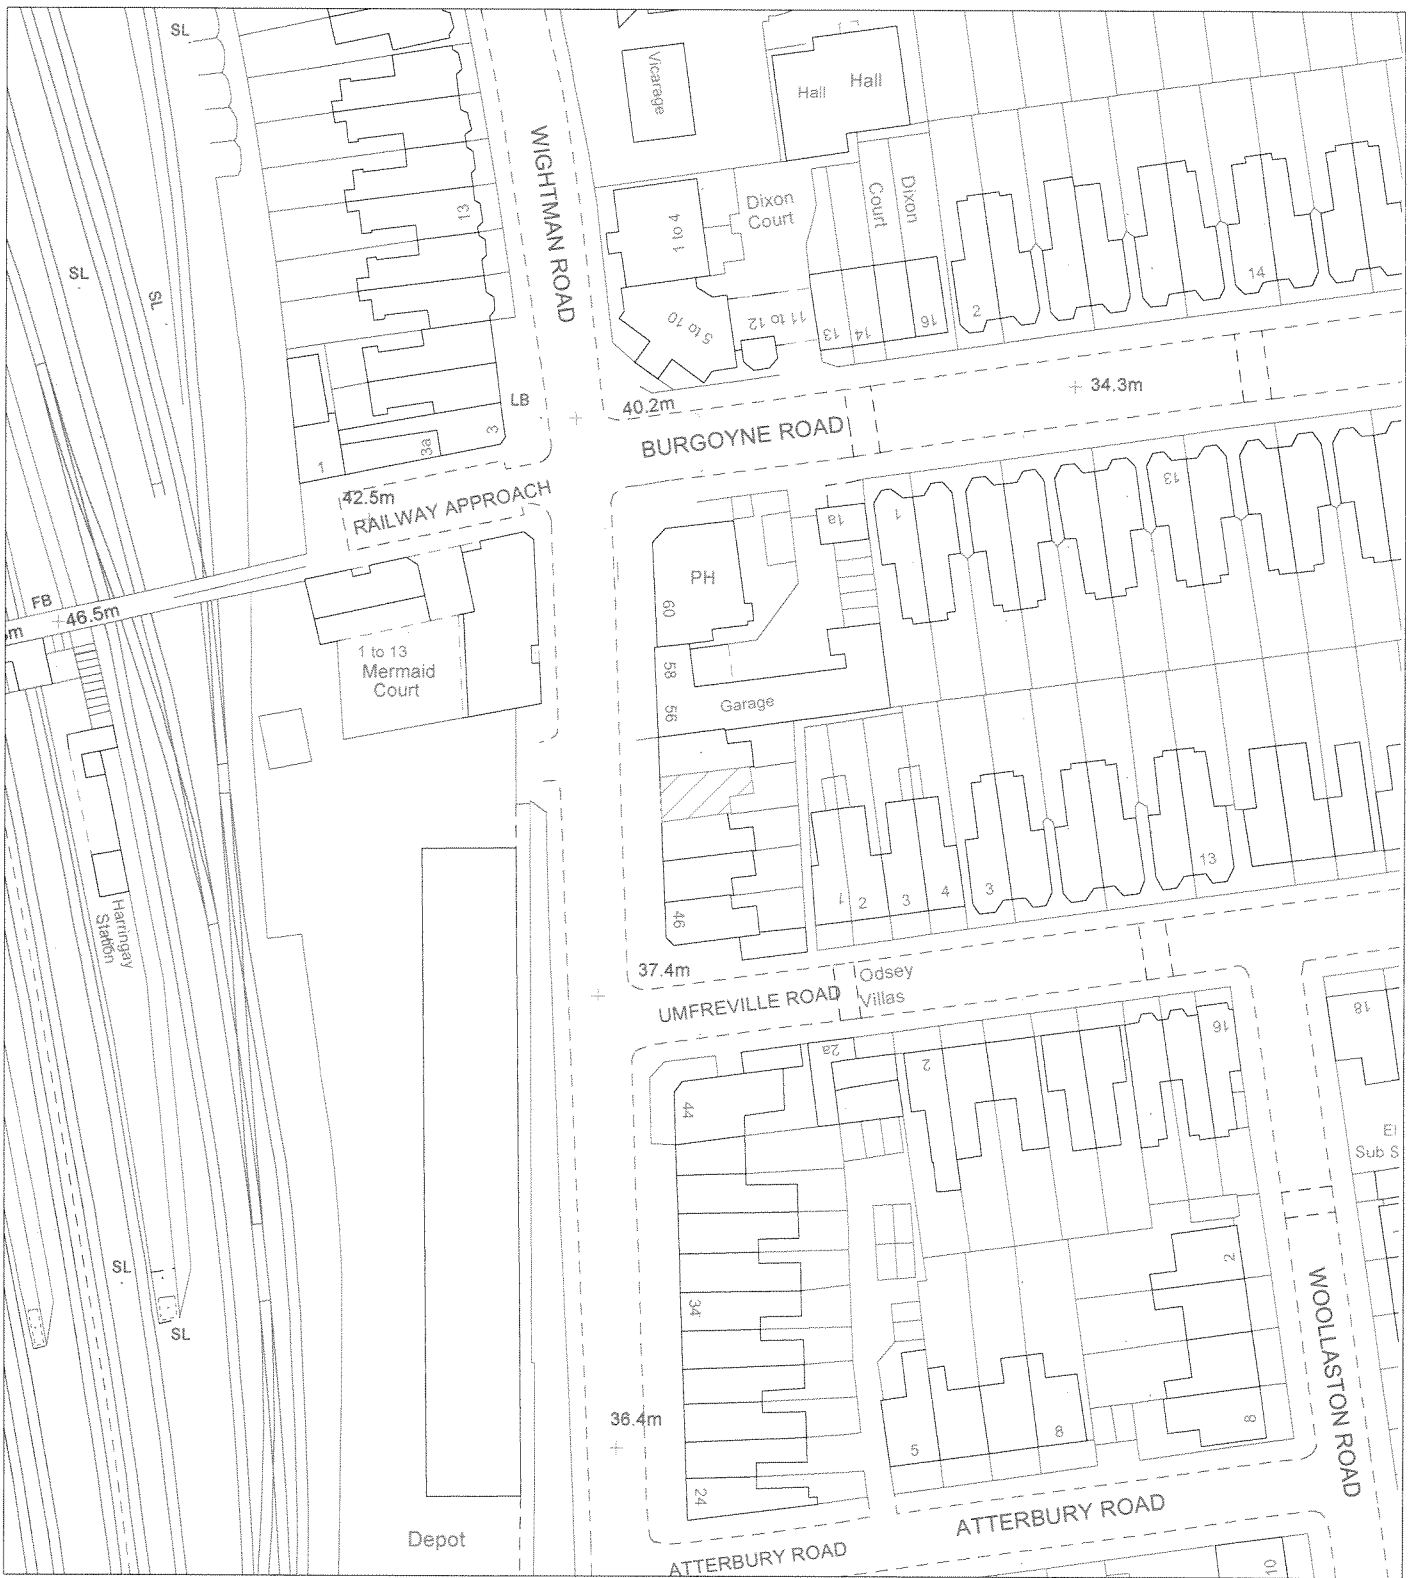 SL
Vicarage
Hall
Hall
WIGHTMAN ROAD
13
1 to 4
Dixon
Court
Dixon
Court
SL
SL
14
2
5 to 10
11 to 12
13
14
16
LB
40.2m
34.3m
BURGOYNE ROAD
3
3a
1
42.5m
RAILWAY APPROACH
13
1
1a
PH
60
FB
46.5m
m
1 to 13
Mermaid
Court
58
56
Garage
46
1
2
3
4
3
13
Harringay
Station
37.4m
UMFREVILLE ROAD
Odsey
Villas
18
16
2
2a
44
El
Sub S
SL
SL
34
2
WOOLLASTON ROAD
36.4m
5
8
8
24
ATTERBURY ROAD
Depot
ATTERBURY ROAD
10